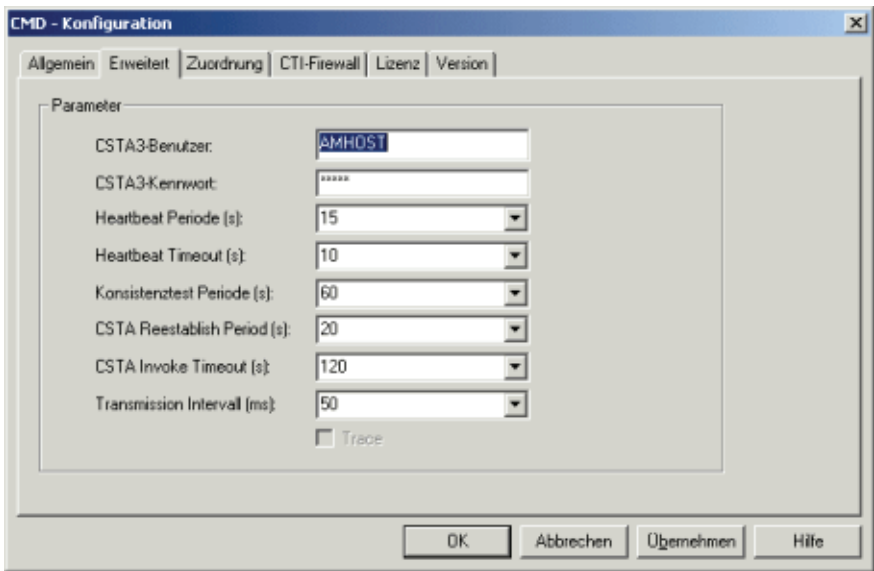 CMD - Konfiguration
Allgemein Erweitert Zuordnung CTI-Firewall Lizenz Version
Parameter
CSTA3-Benutzer: AMHOST
CSTA3-Kennwort: *****
Heartbeat Periode (s): 15
Heartbeat Timeout (s): 10
Konsistenztest Periode (s): 60
CSTA Reestablish Period (s): 20
CSTA Invoke Timeout (s): 120
Transmission Intervall (ms): 50
Trace
OK Abbrechen Übernehmen Hilfe